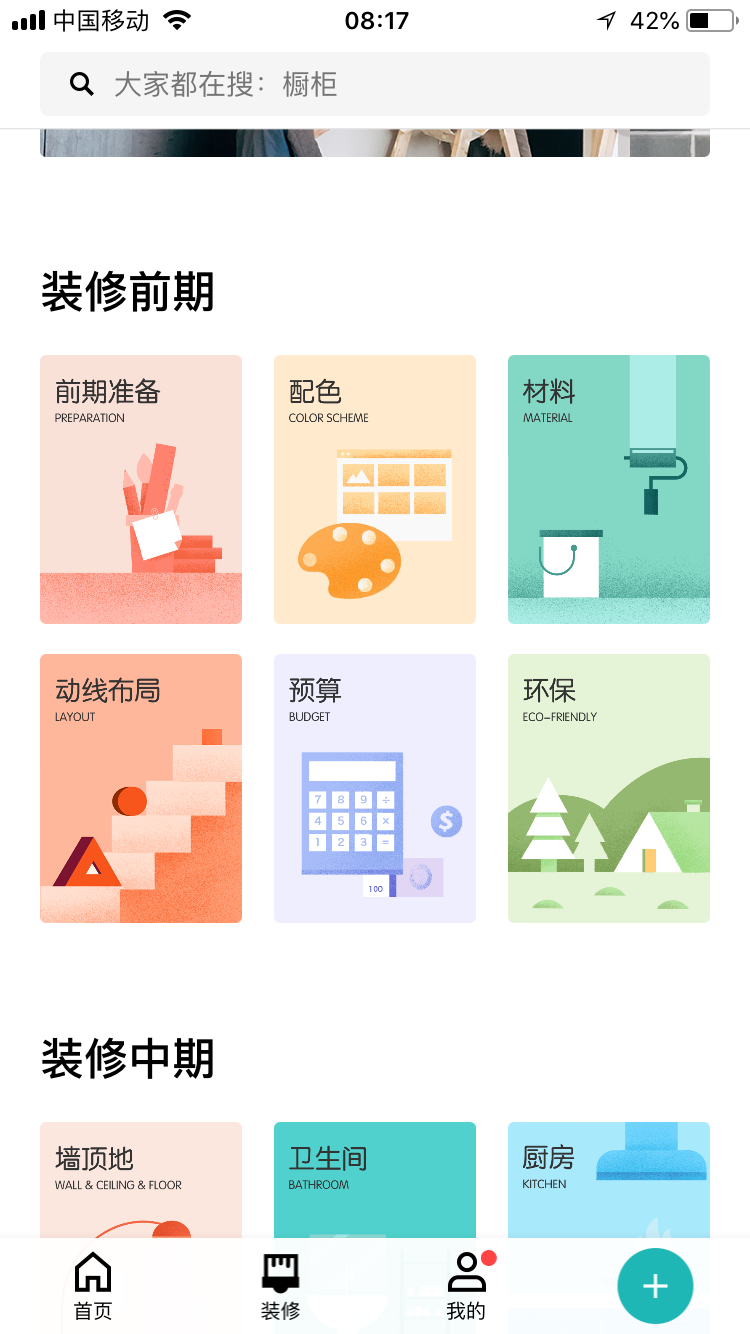 中国移动
08:17
42%
大家都在搜：橱柜
装修前期
前期准备
PREPARATION
配色
COLOR SCHEME
材料
MATERIAL
动线布局
LAYOUT
预算
BUDGET
7 8 9 ÷
4 5 6 ×
1 2 3 =
$
100
环保
ECO-FRIENDLY
装修中期
墙顶地
WALL & CEILING & FLOOR
卫生间
BATHROOM
厨房
KITCHEN
首页
装修
我的
+